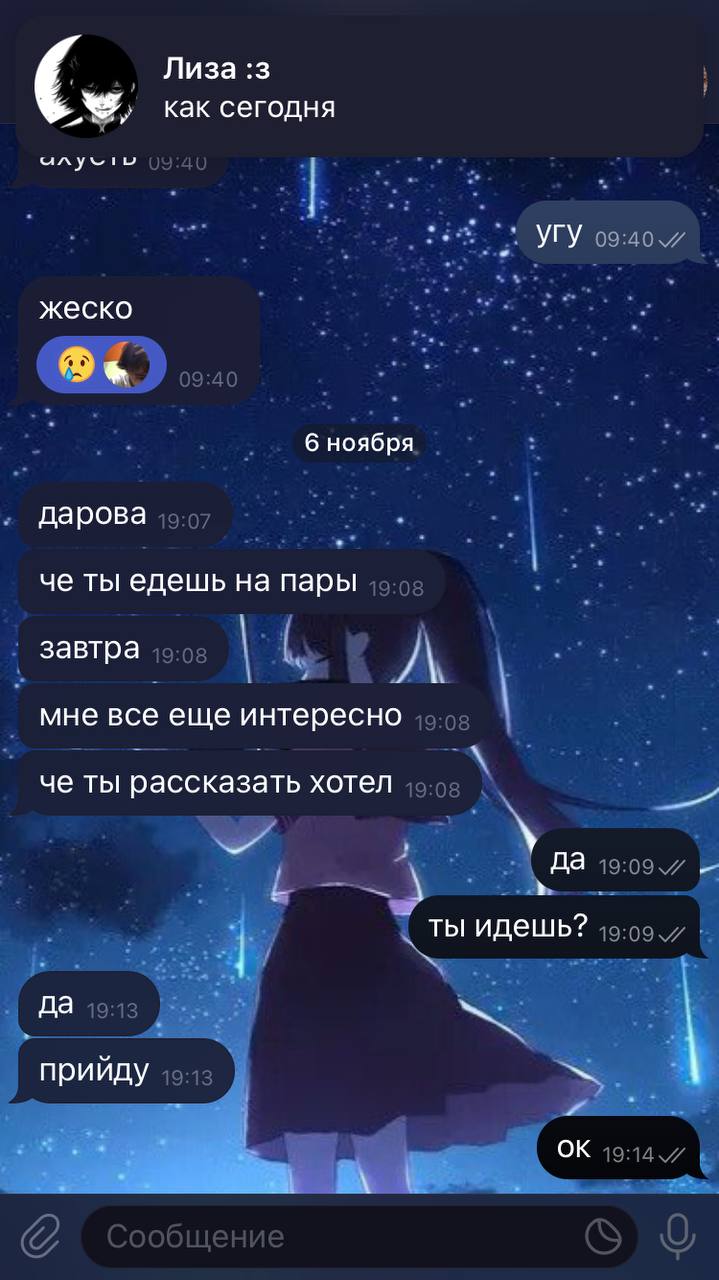 Лиза :з
как сегодня
ахусть 09:40
угу 09:40
жеско
09:40
6 ноября
дарова 19:07
че ты едешь на пары 19:08
завтра 19:08
мне все еще интересно 19:08
че ты рассказать хотел 19:08
да 19:09
ты идешь? 19:09
да 19:13
прийду 19:13
ок 19:14
Сообщение